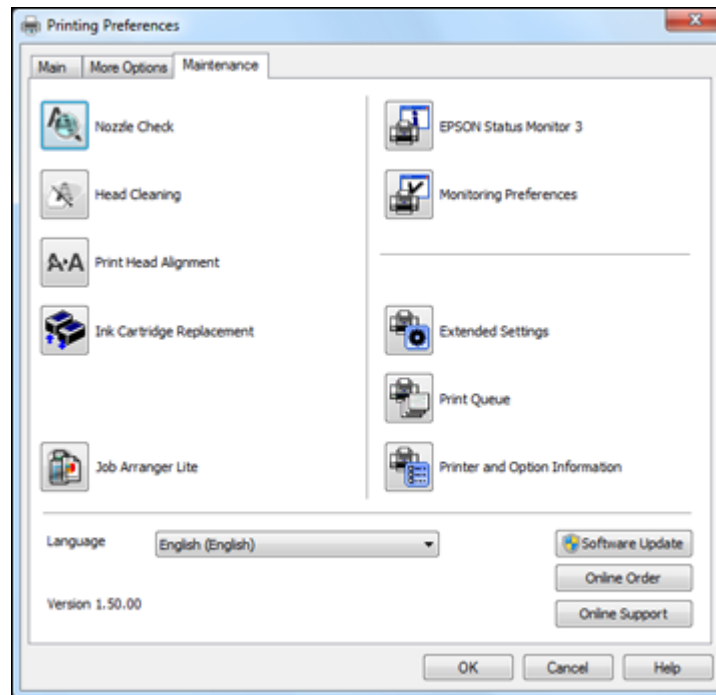 Printing Preferences
Main
More Options
Maintenance
Nozzle Check
Head Cleaning
A·A
Print Head Alignment
Ink Cartridge Replacement
Job Arranger Lite
EPSON Status Monitor 3
Monitoring Preferences
Extended Settings
Print Queue
Printer and Option Information
Language
English (English)
Version 1.50.00
Software Update
Online Order
Online Support
OK
Cancel
Help